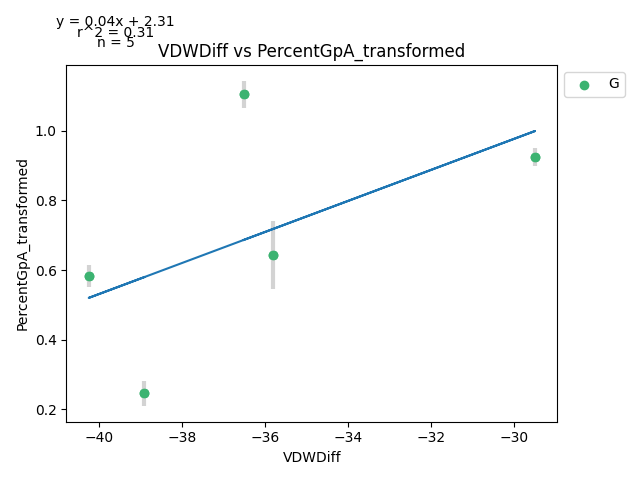 y = 0.04x + 2.31
r^2 = 0.31
n = 5
VDWDiff vs PercentGpA_transformed
G
PercentGpA_transformed
1.0
0.8
0.6
0.4
0.2
−40
−38
−36
−34
−32
−30
VDWDiff